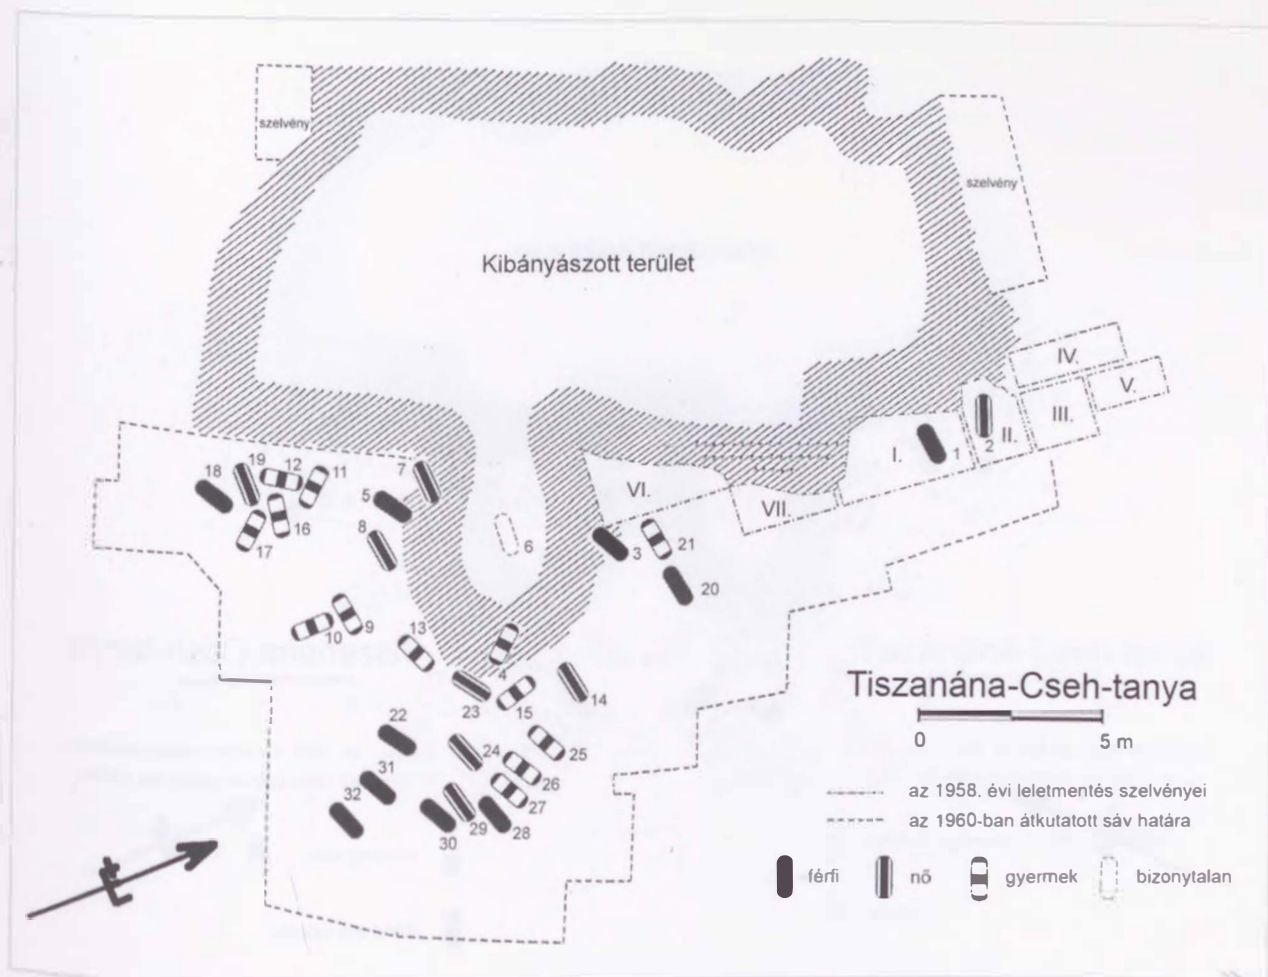 szelvény
szelvény
Kibányászott terület
IV.
V.
III.
I.
1
2
II.
VI.
VII.
18
19
12
11
7
5
16
8
17
6
3
21
20
10
9
13
4
23
15
14
22
24
25
31
26
32
27
30
29
28
Tiszanána-Cseh-tanya
0
5 m
az 1958. évi leletmentés szelvényei
az 1960-ban átkutatott sáv határa
férfi
nő
gyermek
bizonytalan
É